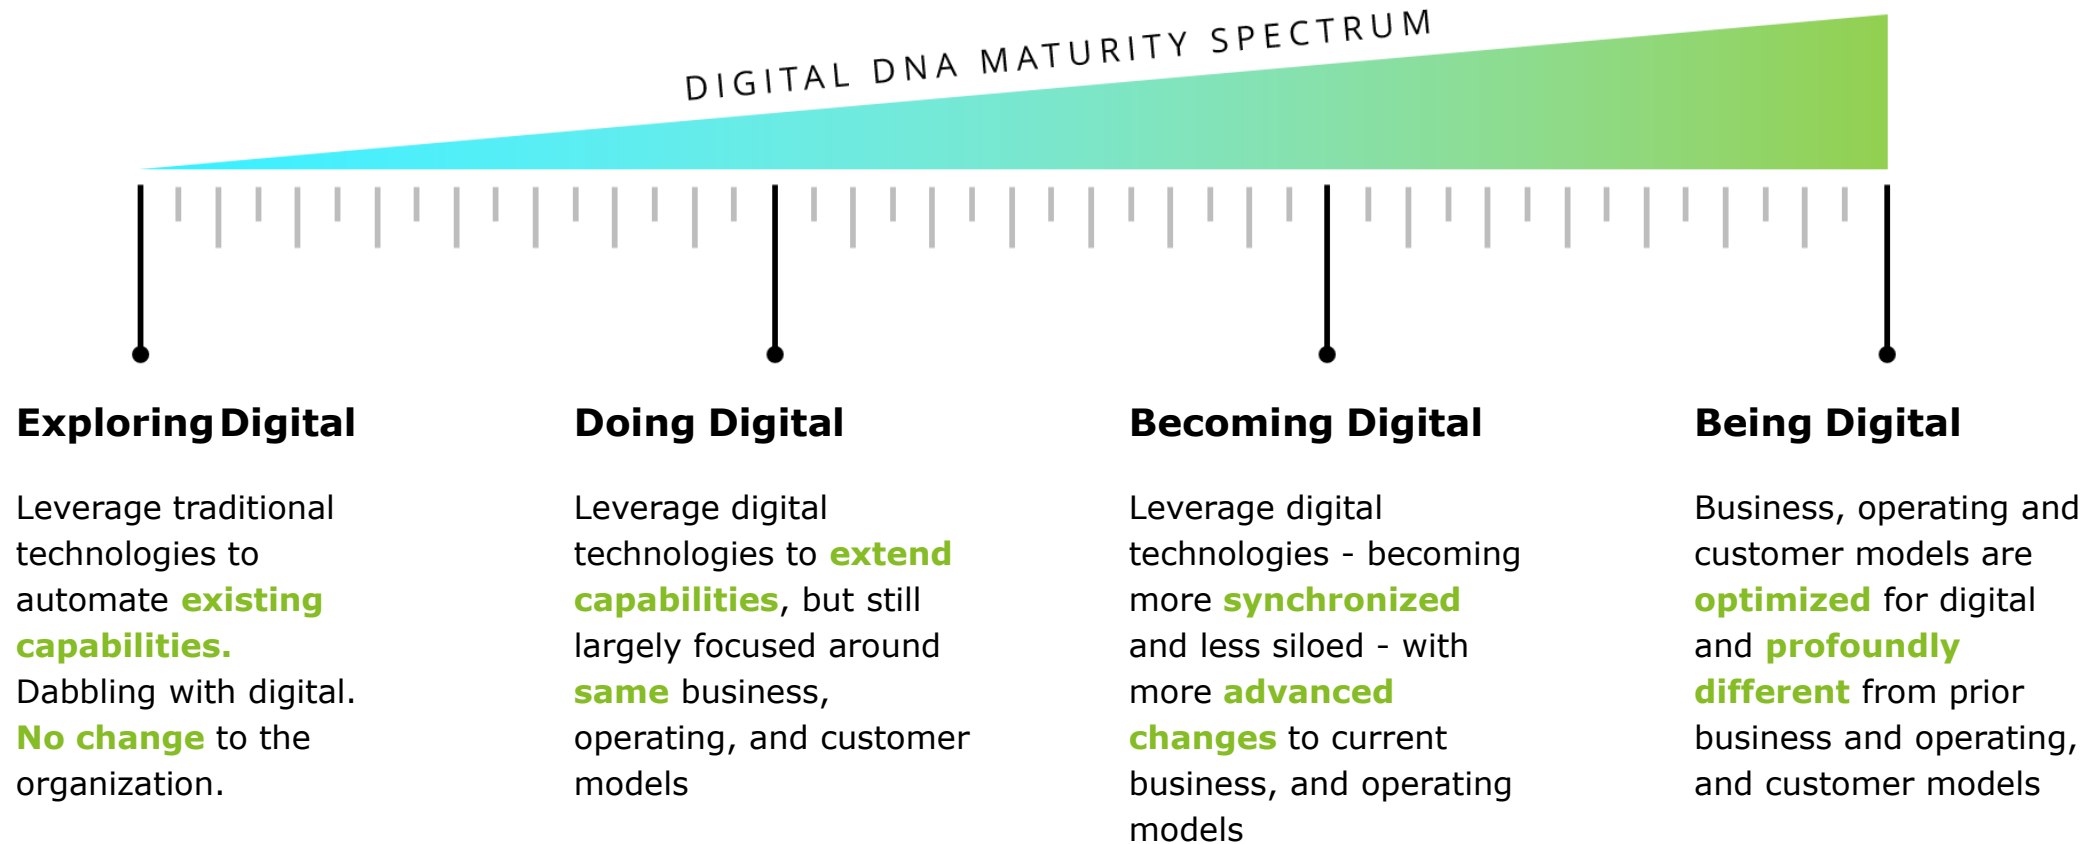 DIGITAL DNA MATURITY SPECTRUM
Exploring Digital
Leverage traditional
technologies to
automate existing
capabilities.
Dabbling with digital.
No change to the
organization.
Doing Digital
Leverage digital
technologies to extend
capabilities, but still
largely focused around
same business,
operating, and customer
models
Becoming Digital
Leverage digital
technologies - becoming
more synchronized
and less siloed - with
more advanced
changes to current
business, and operating
models
Being Digital
Business, operating and
customer models are
optimized for digital
and profoundly
different from prior
business and operating,
and customer models